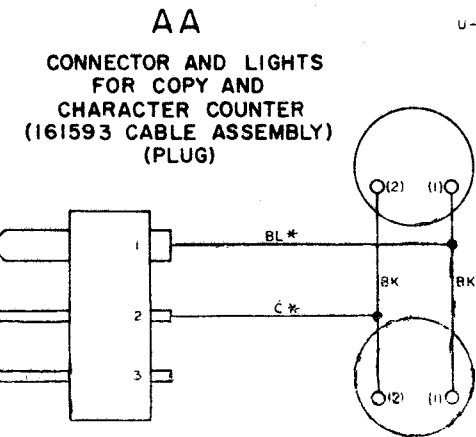 AA
U-
CONNECTOR AND LIGHTS
FOR COPY AND
CHARACTER COUNTER
(161593 CABLE ASSEMBLY)
(PLUG)
(2) (1)
1 BL*
BK BK
2 C*
3
(2) (1)